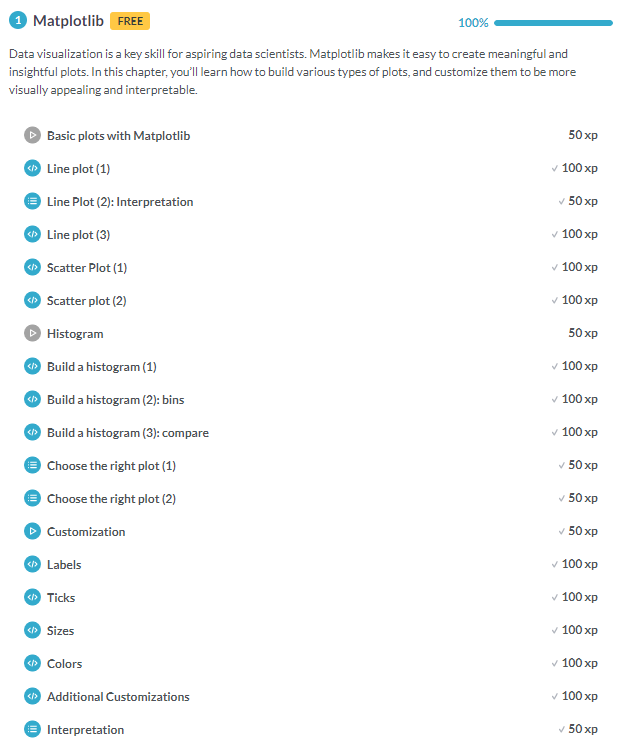 1 Matplotlib FREE 100%
Data visualization is a key skill for aspiring data scientists. Matplotlib makes it easy to create meaningful and
insightful plots. In this chapter, you'll learn how to build various types of plots, and customize them to be more
visually appealing and interpretable.
Basic plots with Matplotlib 50 xp
Line plot (1) ✓ 100 xp
Line Plot (2): Interpretation ✓ 50 xp
Line plot (3) ✓ 100 xp
Scatter Plot (1) ✓ 100 xp
Scatter plot (2) ✓ 100 xp
Histogram 50 xp
Build a histogram (1) ✓ 100 xp
Build a histogram (2): bins ✓ 100 xp
Build a histogram (3): compare ✓ 100 xp
Choose the right plot (1) ✓ 50 xp
Choose the right plot (2) ✓ 50 xp
Customization ✓ 50 xp
Labels ✓ 100 xp
Ticks ✓ 100 xp
Sizes ✓ 100 xp
Colors ✓ 100 xp
Additional Customizations ✓ 100 xp
Interpretation ✓ 50 xp